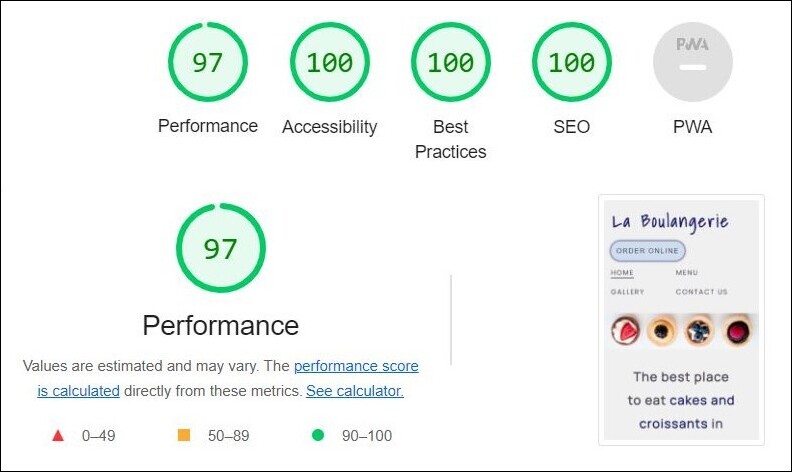 97 100 100 100 PWA
Performance Accessibility Best Practices SEO PWA
97
Performance
Values are estimated and may vary. The performance score
is calculated directly from these metrics. See calculator.
0–49 50–89 90–100
La Boulangerie
ORDER ONLINE
HOME MENU
GALLERY CONTACT US
The best place
to eat cakes and
croissants in